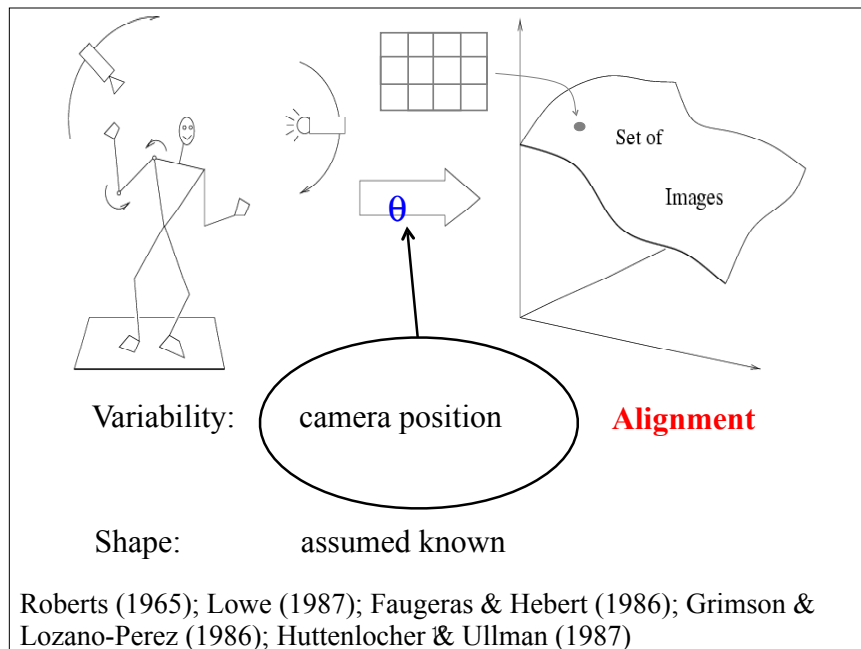 Set of
Images
θ
Variability: camera position Alignment
Shape: assumed known
Roberts (1965); Lowe (1987); Faugeras & Hebert (1986); Grimson &
Lozano-Perez (1986); Huttenlocher & Ullman (1987)